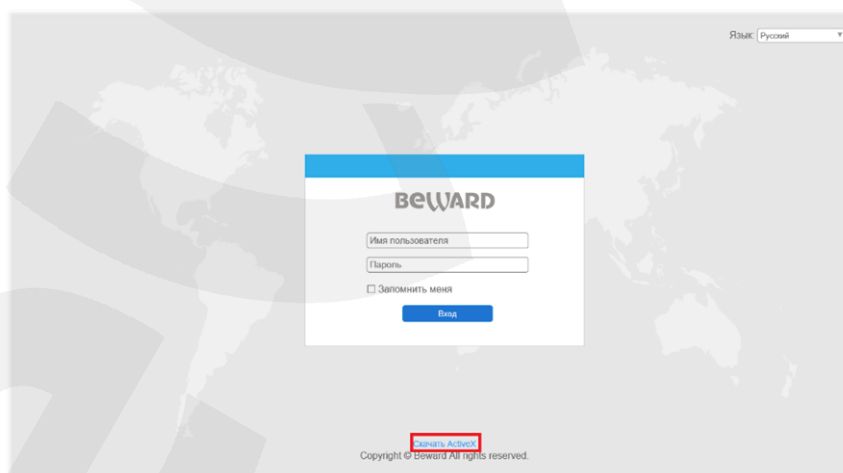 Язык: Русский
BEWARD
Имя пользователя
Пароль
Запомнить меня
Вход
Скачать ActiveX
Copyright © Beward All rights reserved.